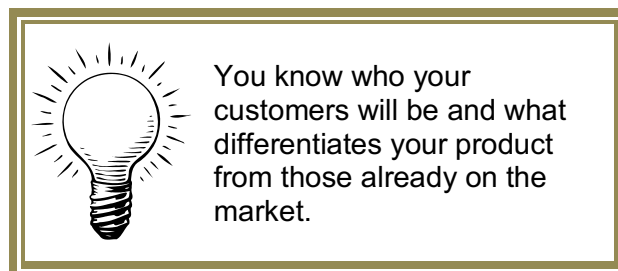 You know who your
customers will be and what
differentiates your product
from those already on the
market.